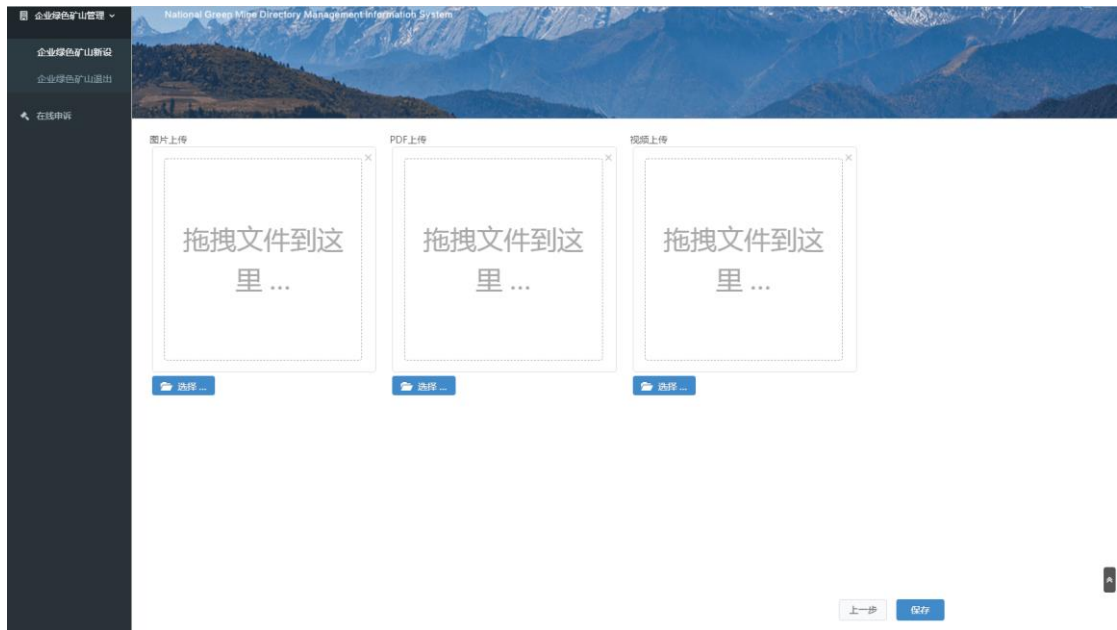 企业绿色矿山管理
National Green Mine Directory Management Information System
企业绿色矿山新设
企业绿色矿山退出
在线申诉
图片上传
PDF上传
视频上传
拖拽文件到这
里 ...
拖拽文件到这
里 ...
拖拽文件到这
里 ...
选择 ...
选择 ...
选择 ...
上一步
保存